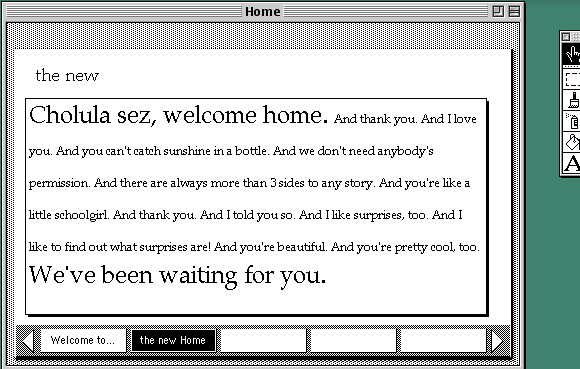 Home
the new
Cholula sez, welcome home. And thank you. And I love
you. And you can't catch sunshine in a bottle. And we don't need anybody's
permission. And there are always more than 3 sides to any story. And you're like a
little schoolgirl. And thank you. And I told you so. And I like surprises, too. And I
like to find out what surprises are! And you're beautiful. And you're pretty cool, too.
We've been waiting for you.
Welcome to... the new Home
A